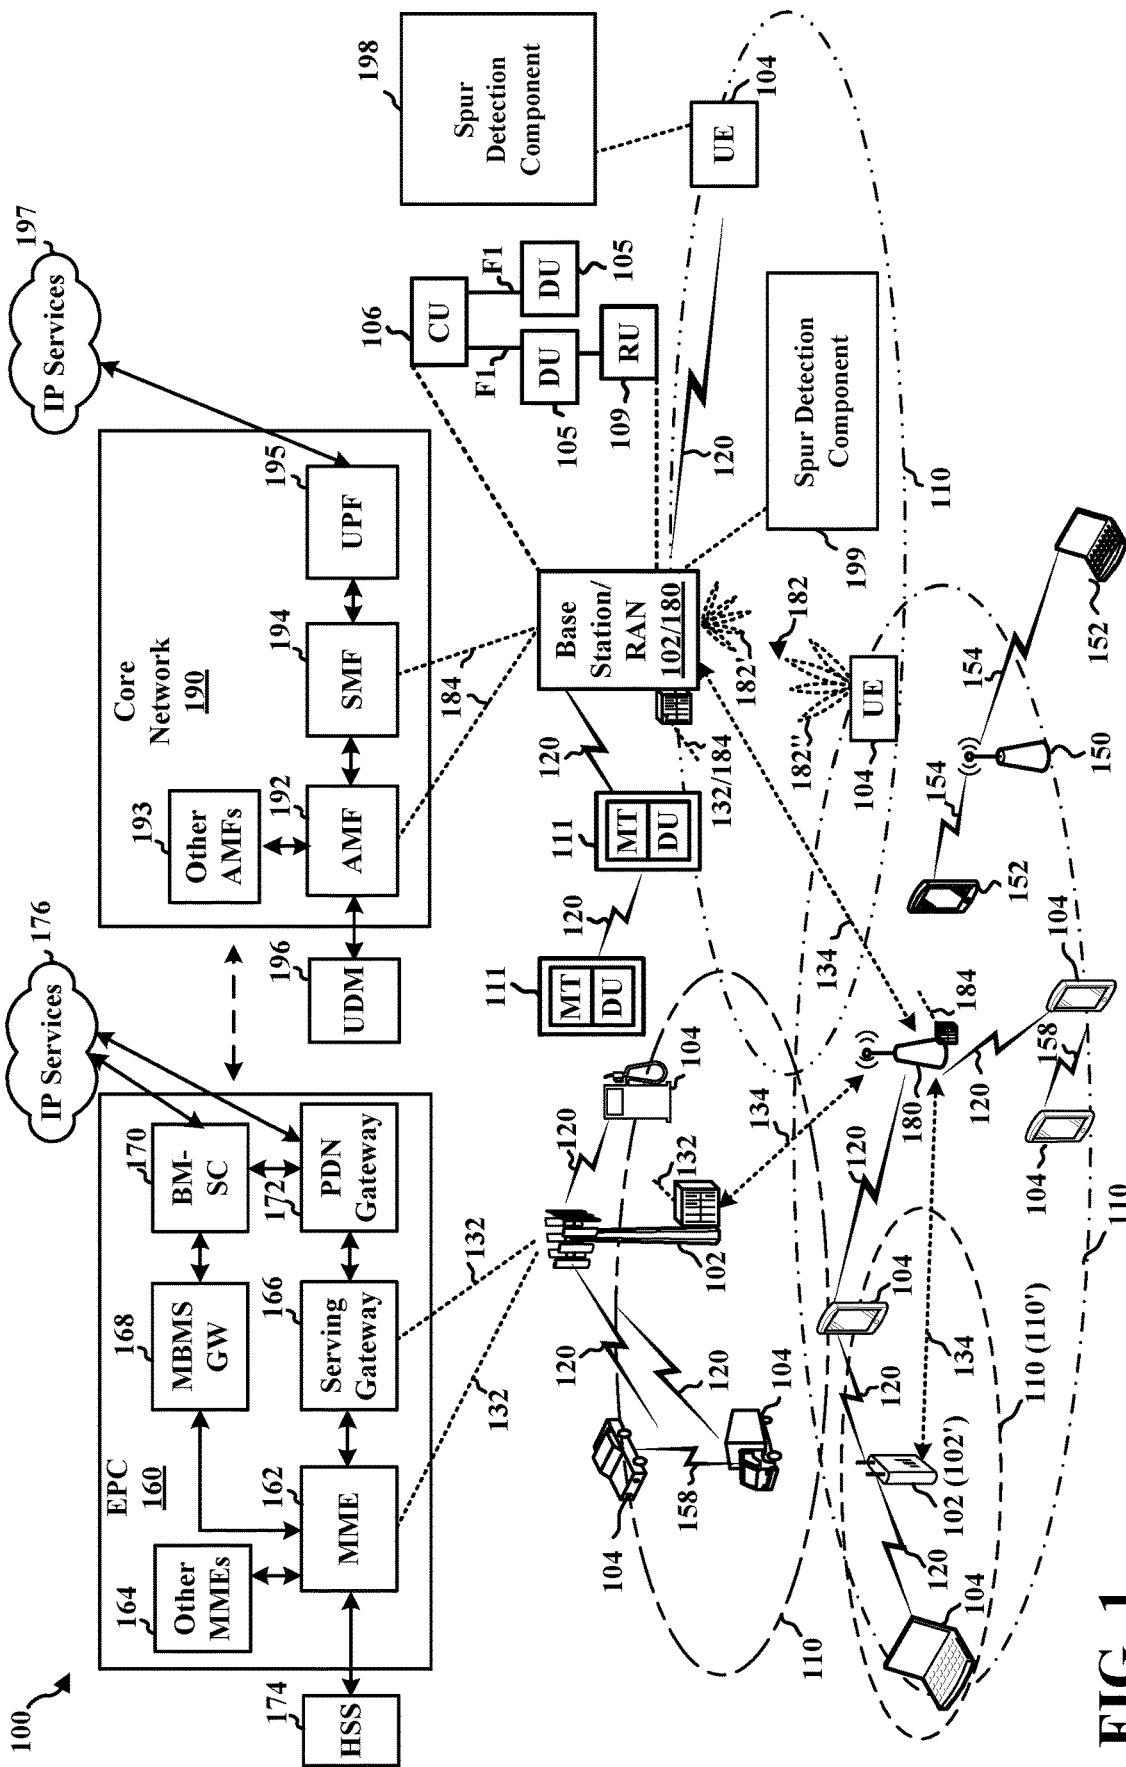 100
EPC
160
164
Other
MMEs
162
MME
174
HSS
168
MBMS
GW
166
Serving
Gateway
170
BM-
SC
172
PDN
Gateway
176
IP Services
Core
Network
190
193
Other
AMFs
192
AMF
196
UDM
194
SMF
195
UPF
197
IP Services
132
132
184
198
Spur
Detection
Component
106
CU
F1
F1
DU
105
DU
105
109
RU
UE
104
120
110
Base
Station/
RAN
102/180
199
Spur Detection
Component
111
MT
DU
120
111
MT
DU
120
132/184
182'
182
182''
UE
104
134
104
120
104
120
120
158
104
102
132
110
134
134
180
184
120
120
104
104
158
104
110
152
154
154
150
152
120
102 (102')
110 (110')
120
104
FIG. 1